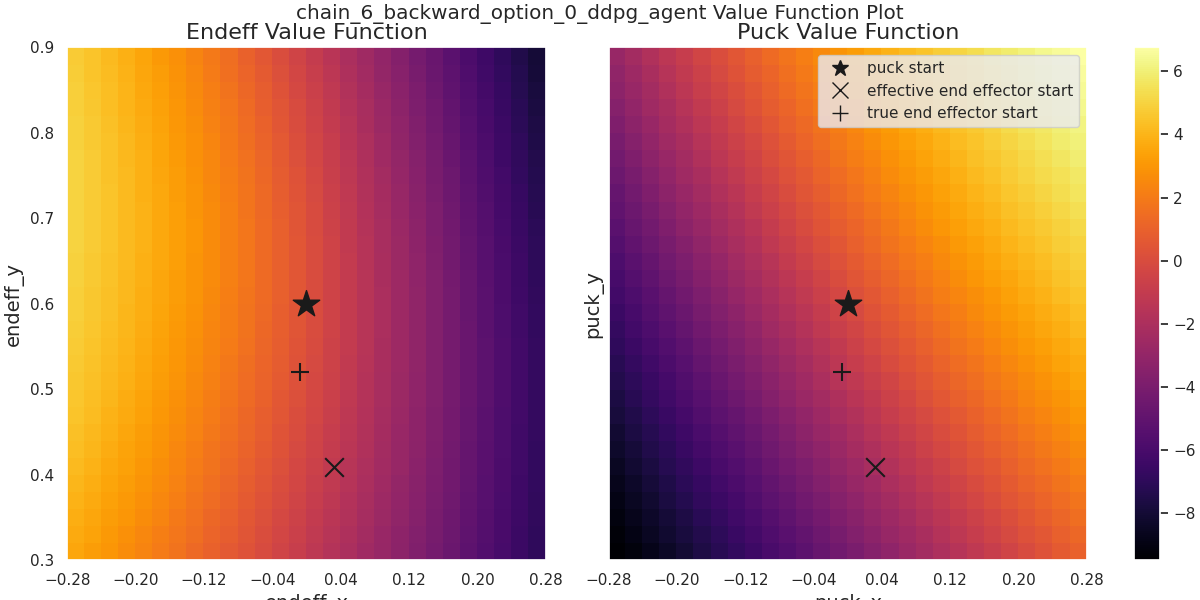 chain_6_backward_option_0_ddpg_agent Value Function Plot
Endeff Value Function
Puck Value Function
puck start
effective end effector start
true end effector start
endeff_y
0.9
0.8
0.7
0.6
0.5
0.4
0.3
−0.28 −0.20 −0.12 −0.04 0.04 0.12 0.20 0.28
endeff_x
puck_y
−0.28 −0.20 −0.12 −0.04 0.04 0.12 0.20 0.28
puck_x
6
4
2
0
−2
−4
−6
−8